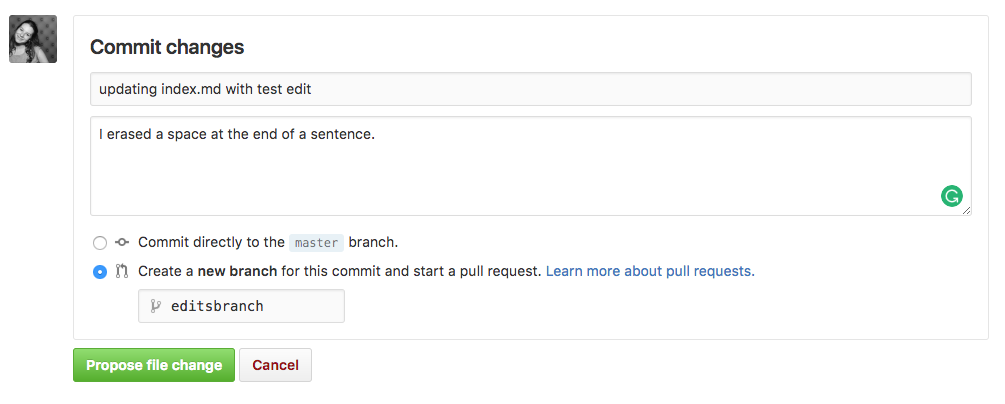 Commit changes
updating index.md with test edit
I erased a space at the end of a sentence.
Commit directly to the master branch.
Create a new branch for this commit and start a pull request. Learn more about pull requests.
editsbranch
Propose file change Cancel